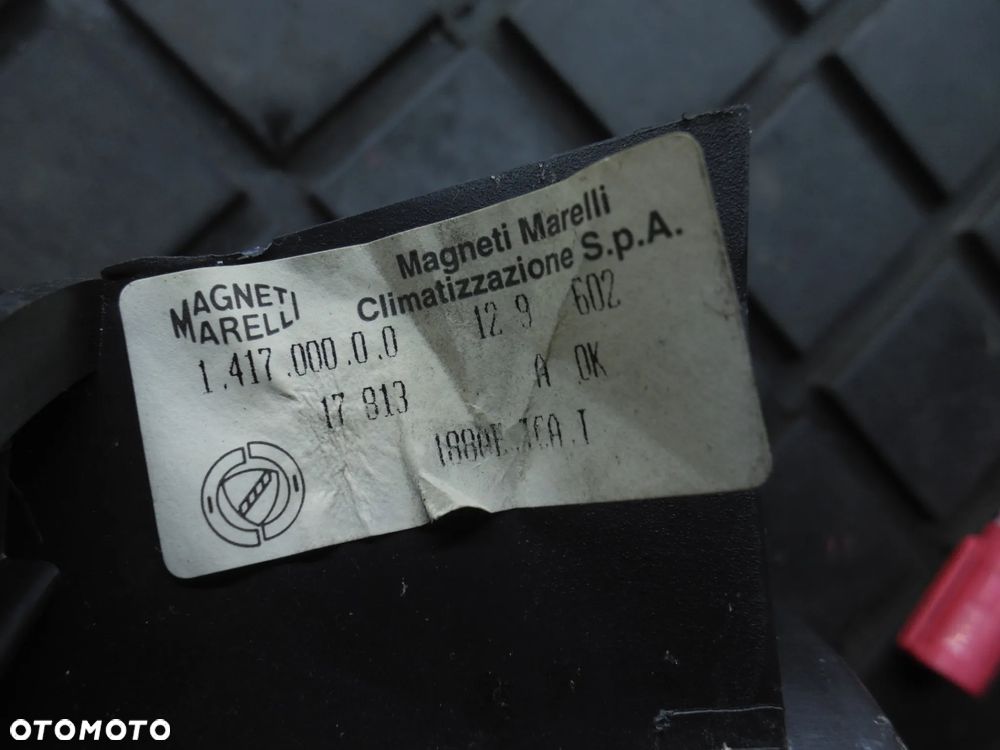 MAGNETI
MARELLI
Magneti Marelli
Climatizzazione S.p.A.
1.417.000.0.0 12 9 602
17 813 A OK
OTOMOTO